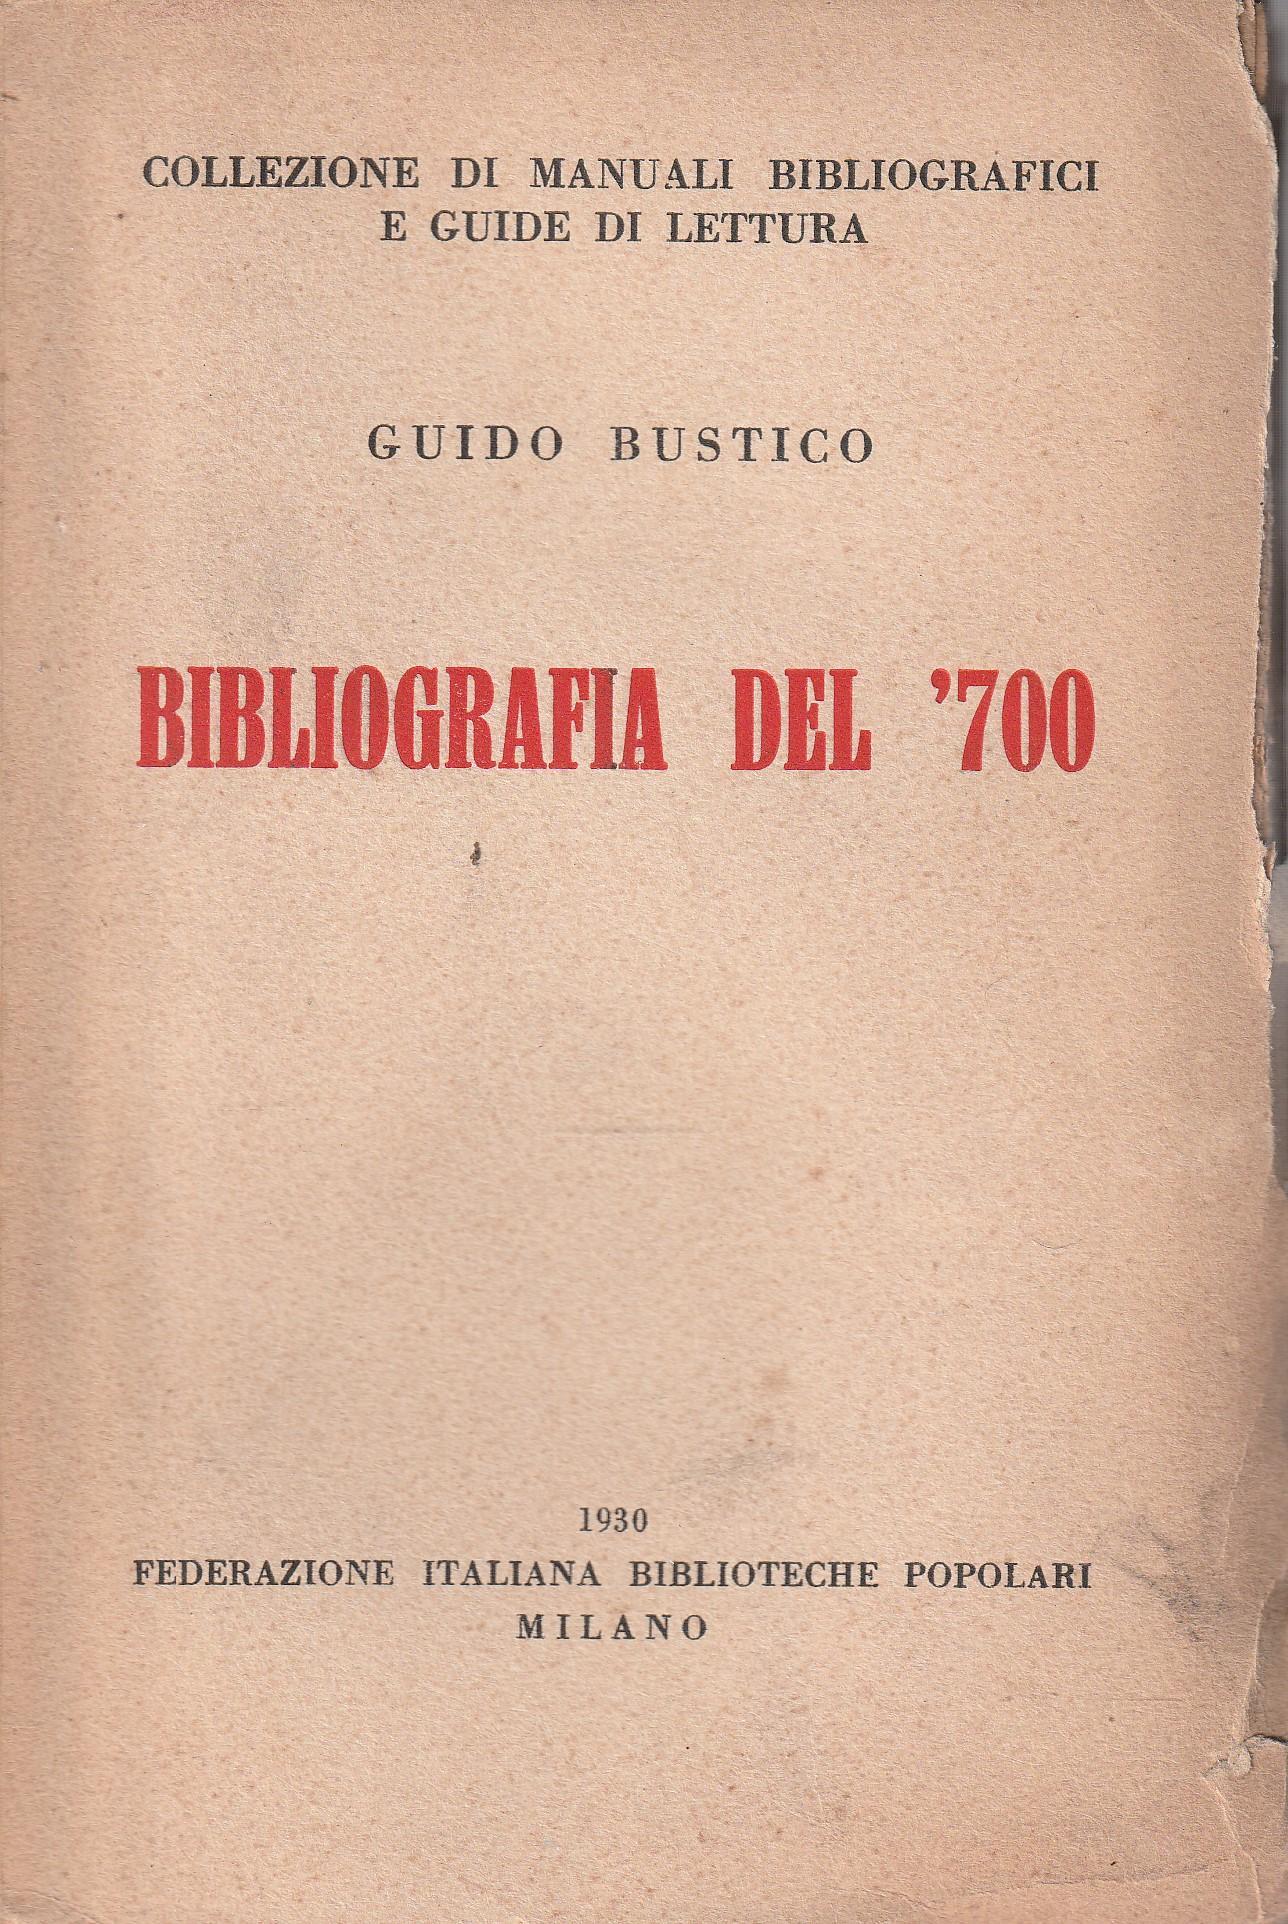 COLLEZIONE DI MANUALI BIBLIOGRAFICI
E GUIDE DI LETTURA
GUIDO BUSTICO
BIBLIOGRAFIA DEL ’700
1930
FEDERAZIONE ITALIANA BIBLIOTECHE POPOLARI
MILANO